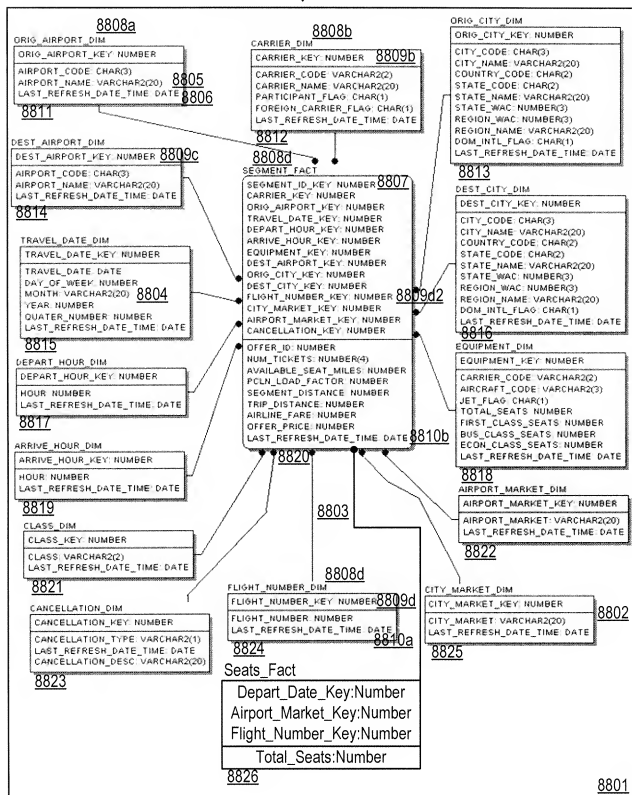 8808a
ORIG_AIRPORT_DIM
ORIG_AIRPORT_KEY: NUMBER
AIRPORT_CODE: CHAR(3)
AIRPORT_NAME: VARCHAR2(20)
LAST_REFRESH_DATE_TIME: DATE
8805
8806
8811
8808b
CARRIER_DIM
CARRIER_KEY: NUMBER
8809b
CARRIER_CODE: VARCHAR2(2)
CARRIER_NAME: VARCHAR2(20)
PARTICIPANT_FLAG: CHAR(1)
FOREIGN_CARRIER_FLAG: CHAR(1)
LAST_REFRESH_DATE_TIME: DATE
8812
ORIG_CITY_DIM
ORIG_CITY_KEY: NUMBER
CITY_CODE: CHAR(3)
CITY_NAME: VARCHAR2(20)
COUNTRY_CODE: CHAR(2)
STATE_CODE: CHAR(2)
STATE_NAME: VARCHAR2(20)
STATE_WAC: NUMBER(3)
REGION_WAC: NUMBER(3)
REGION_NAME: VARCHAR2(20)
DOM_INTL_FLAG: CHAR(1)
LAST_REFRESH_DATE_TIME: DATE
8813
DEST_AIRPORT_DIM
DEST_AIRPORT_KEY: NUMBER
8809c
AIRPORT_CODE: CHAR(3)
AIRPORT_NAME: VARCHAR2(20)
LAST_REFRESH_DATE_TIME: DATE
8814
8808d
SEGMENT_FACT
SEGMENT_ID_KEY: NUMBER
8807
CARRIER_KEY: NUMBER
ORIG_AIRPORT_KEY: NUMBER
TRAVEL_DATE_KEY: NUMBER
DEPART_HOUR_KEY: NUMBER
ARRIVE_HOUR_KEY: NUMBER
EQUIPMENT_KEY: NUMBER
DEST_AIRPORT_KEY: NUMBER
ORIG_CITY_KEY: NUMBER
DEST_CITY_KEY: NUMBER
FLIGHT_NUMBER_KEY: NUMBER
8809d2
CITY_MARKET_KEY: NUMBER
AIRPORT_MARKET_KEY: NUMBER
CANCELLATION_KEY: NUMBER
OFFER_ID: NUMBER
NUM_TICKETS: NUMBER(4)
AVAILABLE_SEAT_MILES: NUMBER
PCLN_LOAD_FACTOR: NUMBER
SEGMENT_DISTANCE: NUMBER
TRIP_DISTANCE: NUMBER
AIRLINE_FARE: NUMBER
OFFER_PRICE: NUMBER
LAST_REFRESH_DATE_TIME: DATE
8810b
8820
DEST_CITY_DIM
DEST_CITY_KEY: NUMBER
CITY_CODE: CHAR(3)
CITY_NAME: VARCHAR2(20)
COUNTRY_CODE: CHAR(2)
STATE_CODE: CHAR(2)
STATE_NAME: VARCHAR2(20)
STATE_WAC: NUMBER(3)
REGION_WAC: NUMBER(3)
REGION_NAME: VARCHAR2(20)
DOM_INTL_FLAG: CHAR(1)
LAST_REFRESH_DATE_TIME: DATE
8816
TRAVEL_DATE_DIM
TRAVEL_DATE_KEY: NUMBER
TRAVEL_DATE: DATE
DAY_OF_WEEK: NUMBER
MONTH: VARCHAR2(20)
8804
YEAR: NUMBER
QUATER_NUMBER: NUMBER
LAST_REFRESH_DATE_TIME: DATE
8815
DEPART_HOUR_DIM
DEPART_HOUR_KEY: NUMBER
HOUR: NUMBER
LAST_REFRESH_DATE_TIME: DATE
8817
EQUIPMENT_DIM
EQUIPMENT_KEY: NUMBER
CARRIER_CODE: VARCHAR2(2)
AIRCRAFT_CODE: VARCHAR2(3)
JET_FLAG: CHAR(1)
TOTAL_SEATS: NUMBER
FIRST_CLASS_SEATS: NUMBER
BUS_CLASS_SEATS: NUMBER
ECON_CLASS_SEATS: NUMBER
LAST_REFRESH_DATE_TIME: DATE
8818
ARRIVE_HOUR_DIM
ARRIVE_HOUR_KEY: NUMBER
HOUR: NUMBER
LAST_REFRESH_DATE_TIME: DATE
8819
AIRPORT_MARKET_DIM
AIRPORT_MARKET_KEY: NUMBER
AIRPORT_MARKET: VARCHAR2(20)
LAST_REFRESH_DATE_TIME: DATE
8822
CLASS_DIM
CLASS_KEY: NUMBER
CLASS: VARCHAR2(2)
LAST_REFRESH_DATE_TIME: DATE
8821
8803
8808d
FLIGHT_NUMBER_DIM
FLIGHT_NUMBER_KEY: NUMBER
8809d
FLIGHT_NUMBER: NUMBER
LAST_REFRESH_DATE_TIME: DATE
8810a
8824
CITY_MARKET_DIM
CITY_MARKET_KEY: NUMBER
CITY_MARKET: VARCHAR2(20)
LAST_REFRESH_DATE_TIME: DATE
8802
8825
CANCELLATION_DIM
CANCELLATION_KEY: NUMBER
CANCELLATION_TYPE: VARCHAR2(1)
LAST_REFRESH_DATE_TIME: DATE
CANCELLATION_DESC: VARCHAR2(20)
8823
Seats_Fact
Depart_Date_Key:Number
Airport_Market_Key:Number
Flight_Number_Key:Number
Total_Seats:Number
8826
8801